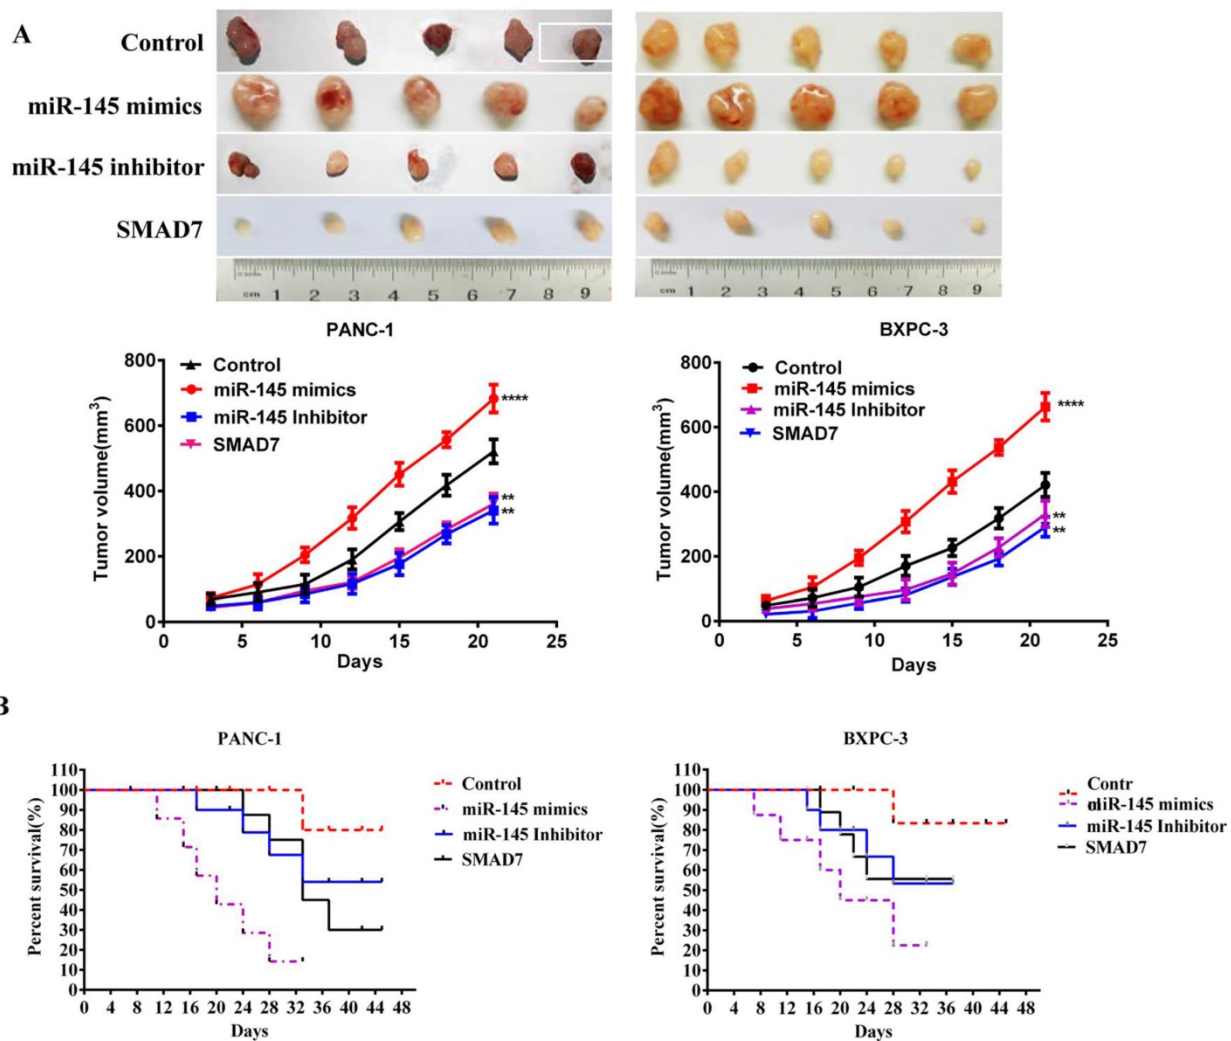 A
Control
miR-145 mimics
miR-145 inhibitor
SMAD7
0.5mm
cm 1 2 3 4 5 6 7 8 9
cm 1 2 3 4 5 6 7 8 9
PANC-1
Tumor volume(mm³)
800
600
400
200
0
Control
miR-145 mimics
miR-145 Inhibitor
SMAD7
****
**
**
0 5 10 15 20 25
Days
BXPC-3
Tumor volume(mm³)
800
600
400
200
0
Control
miR-145 mimics
miR-145 Inhibitor
SMAD7
****
**
**
0 5 10 15 20 25
Days
PANC-1
Percent survival(%)
110
100
90
80
70
60
50
40
30
20
10
0
0 4 8 12 16 20 24 28 32 36 40 44 48
Days
Control
miR-145 mimics
miR-145 Inhibitor
SMAD7
BXPC-3
Percent survival(%)
110
100
90
80
70
60
50
40
30
20
10
0
0 4 8 12 16 20 24 28 32 36 40 44 48
Days
Contr
miR-145 mimics
miR-145 Inhibitor
SMAD7